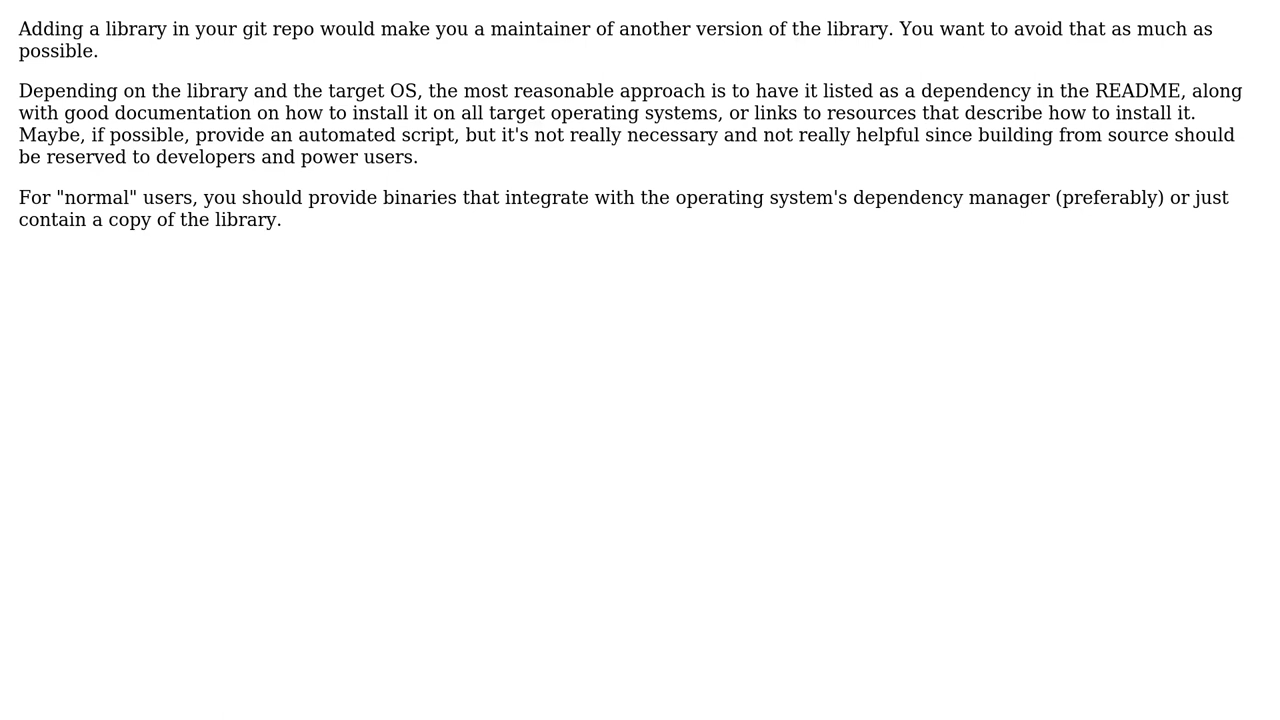 Adding a library in your git repo would make you a maintainer of another version of the library. You want to avoid that as much as
possible.
Depending on the library and the target OS, the most reasonable approach is to have it listed as a dependency in the README, along
with good documentation on how to install it on all target operating systems, or links to resources that describe how to install it.
Maybe, if possible, provide an automated script, but it's not really necessary and not really helpful since building from source should
be reserved to developers and power users.
For "normal" users, you should provide binaries that integrate with the operating system's dependency manager (preferably) or just
contain a copy of the library.